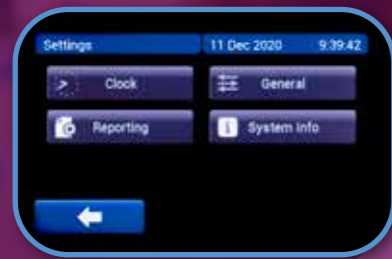 Settings 11 Dec 2020 9:39:42
Clock General
Reporting System Info